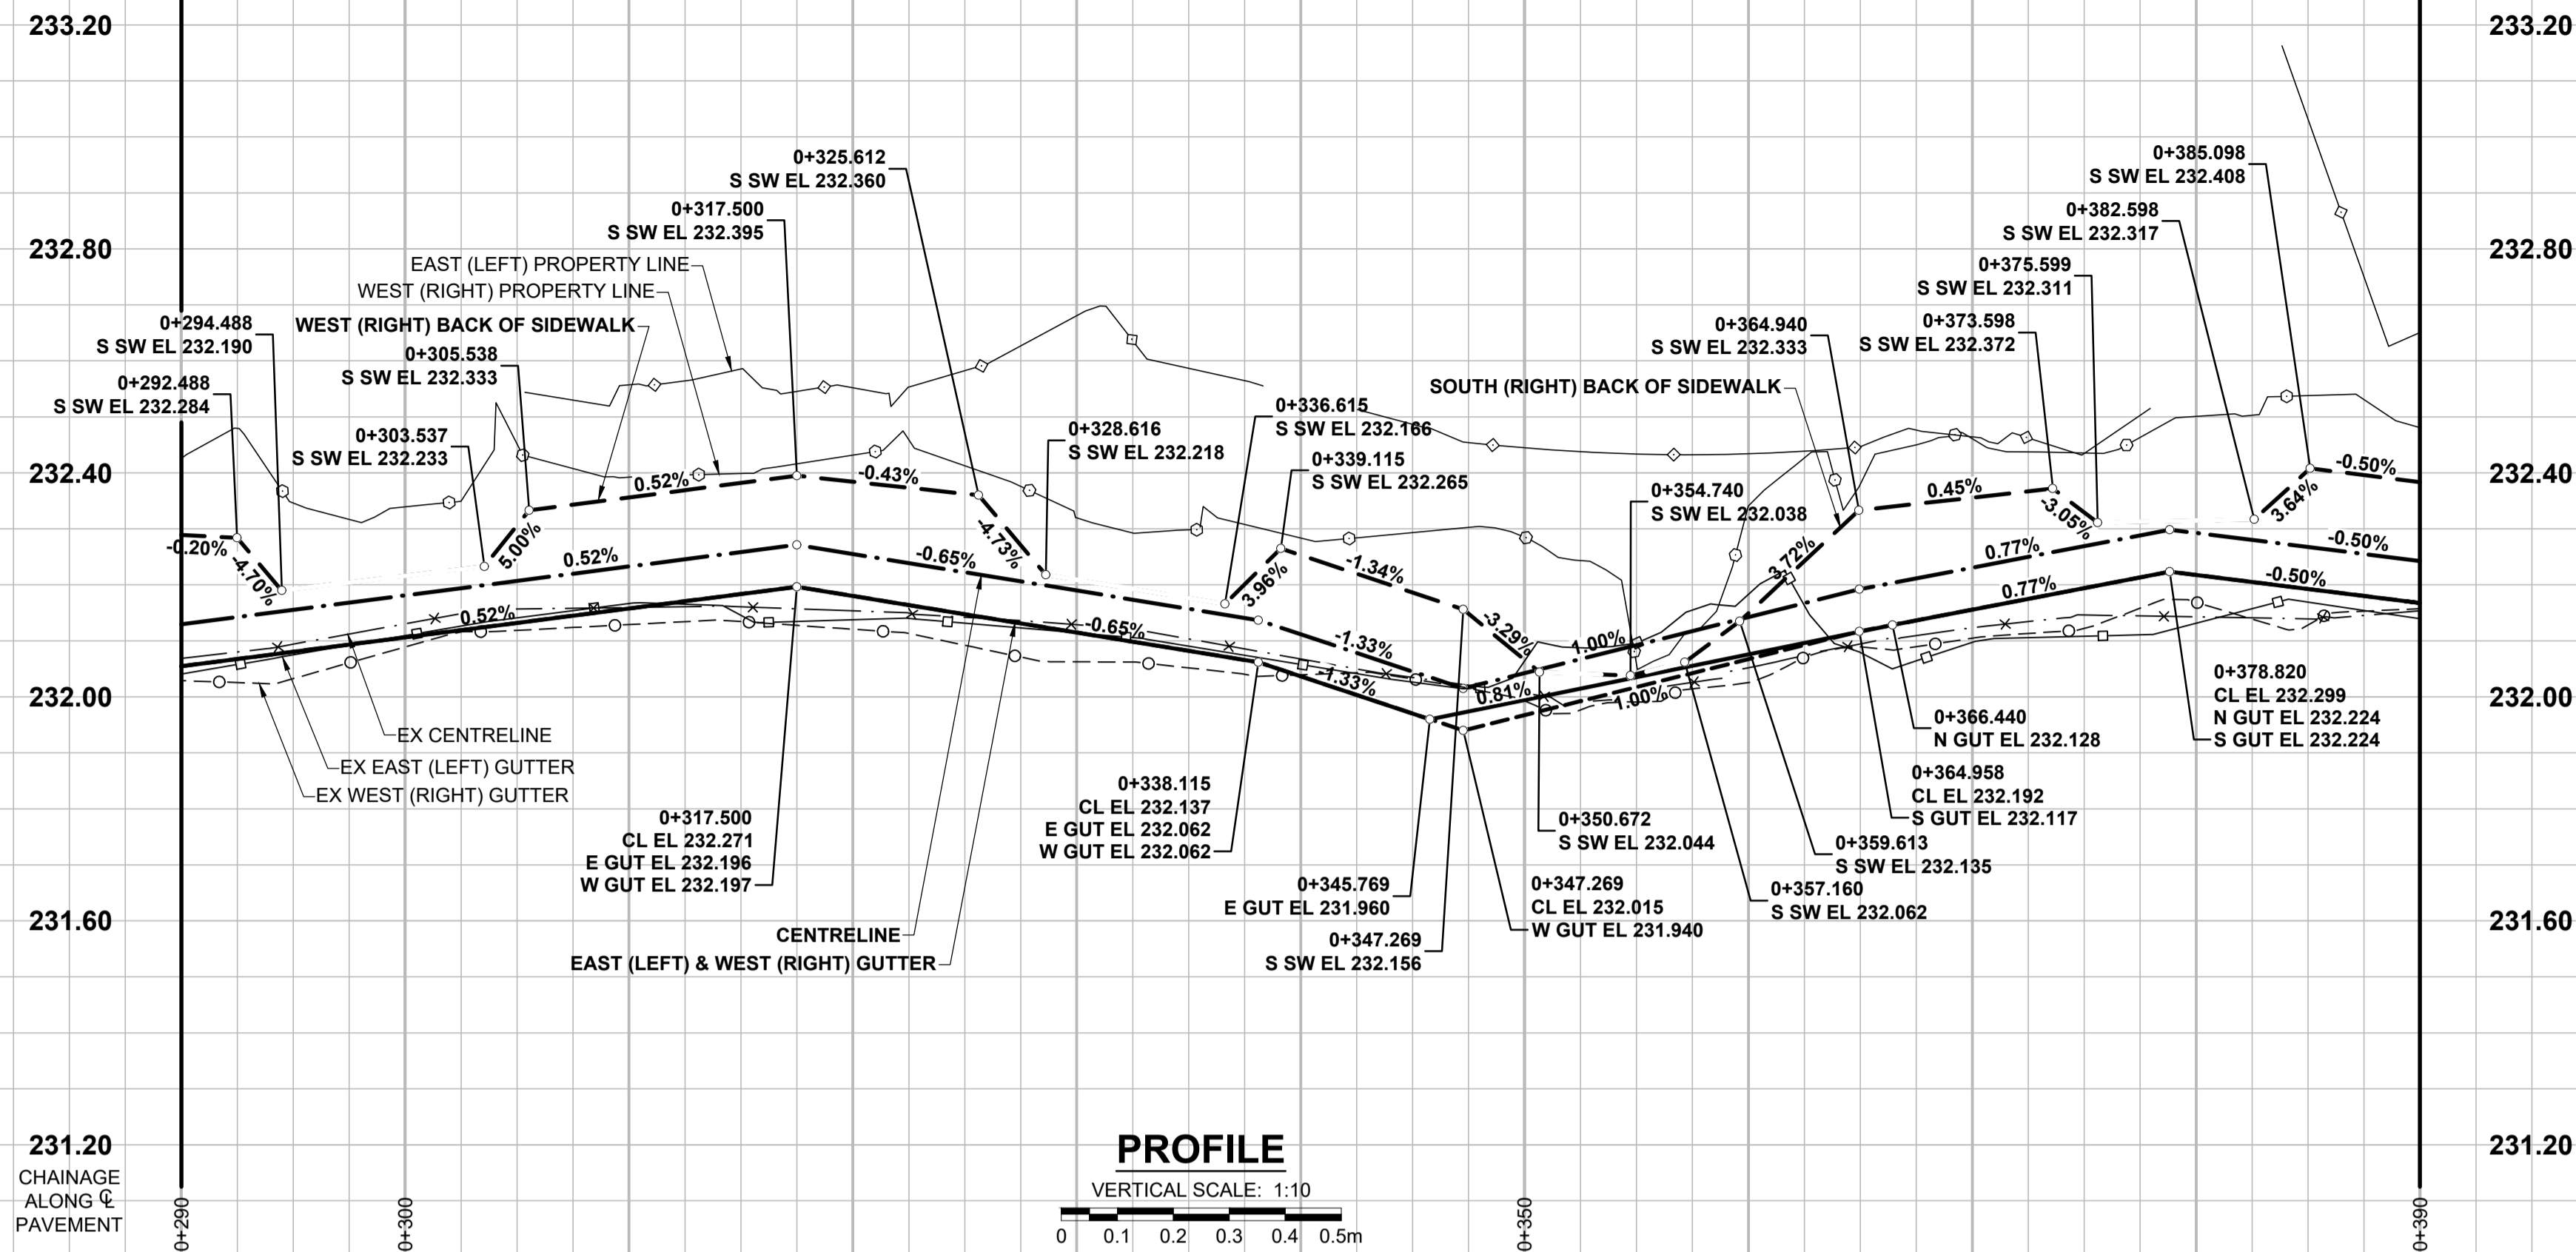 233.20
233.20
0+325.612
S SW EL 232.360
0+385.098
S SW EL 232.408
0+317.500
S SW EL 232.395
0+382.598
S SW EL 232.317
232.80
232.80
EAST (LEFT) PROPERTY LINE
WEST (RIGHT) PROPERTY LINE
WEST (RIGHT) BACK OF SIDEWALK
0+375.599
S SW EL 232.311
0+294.488
S SW EL 232.190
0+305.538
S SW EL 232.333
0+364.940
S SW EL 232.333
0+373.598
S SW EL 232.372
0+292.488
S SW EL 232.284
SOUTH (RIGHT) BACK OF SIDEWALK
0+303.537
S SW EL 232.233
0+328.616
S SW EL 232.218
0+336.615
S SW EL 232.166
0+339.115
S SW EL 232.265
0+354.740
S SW EL 232.038
232.40
232.40
0.52%
-0.43%
0.45%
-0.50%
-0.20%
-4.70%
5.00%
0.52%
-0.65%
-4.73%
3.96%
-1.34%
-3.29%
3.72%
-3.05%
3.64%
0.77%
-0.50%
0.77%
-0.50%
0.52%
-0.65%
-1.33%
1.00%
-1.33%
0.81%
1.00%
232.00
232.00
EX CENTRELINE
EX EAST (LEFT) GUTTER
EX WEST (RIGHT) GUTTER
0+378.820
CL EL 232.299
N GUT EL 232.224
S GUT EL 232.224
0+366.440
N GUT EL 232.128
0+364.958
CL EL 232.192
S GUT EL 232.117
0+317.500
CL EL 232.271
E GUT EL 232.196
W GUT EL 232.197
0+338.115
CL EL 232.137
E GUT EL 232.062
W GUT EL 232.062
0+350.672
S SW EL 232.044
0+359.613
S SW EL 232.135
0+345.769
E GUT EL 231.960
0+347.269
CL EL 232.015
W GUT EL 231.940
0+357.160
S SW EL 232.062
231.60
231.60
CENTRELINE
EAST (LEFT) & WEST (RIGHT) GUTTER
0+347.269
S SW EL 232.156
231.20
231.20
PROFILE
VERTICAL SCALE: 1:10
0 0.1 0.2 0.3 0.4 0.5m
CHAINAGE
ALONG ℄
PAVEMENT
0+290
0+300
0+350
0+390